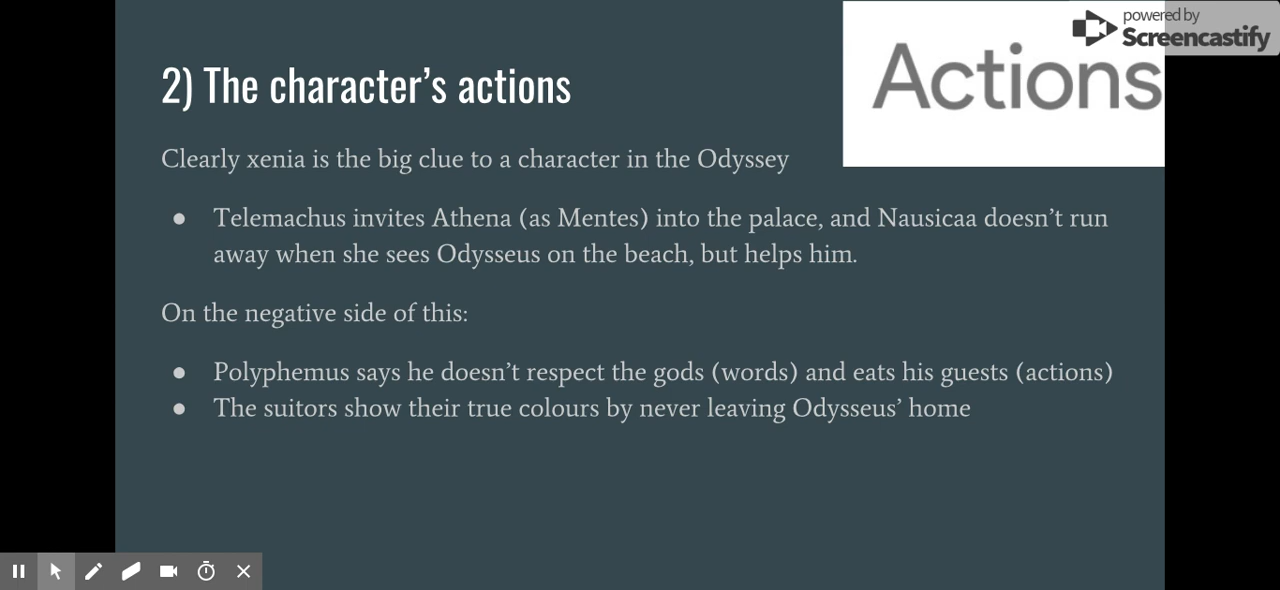 powered by
Screencastify
Actions
2) The character’s actions
Clearly xenia is the big clue to a character in the Odyssey
● Telemachus invites Athena (as Mentes) into the palace, and Nausicaa doesn’t run
away when she sees Odysseus on the beach, but helps him.
On the negative side of this:
● Polyphemus says he doesn’t respect the gods (words) and eats his guests (actions)
● The suitors show their true colours by never leaving Odysseus’ home